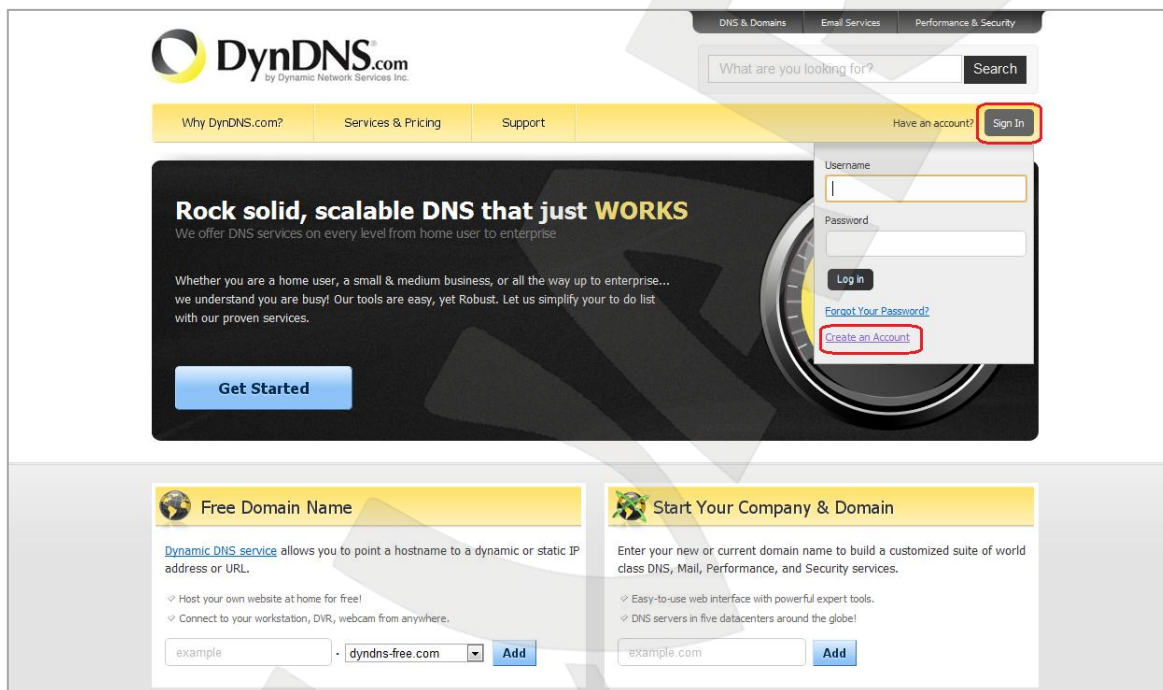 DNS & Domains Email Services Performance & Security
DynDNS.com
by Dynamic Network Services Inc.
What are you looking for? Search
Why DynDNS.com? Services & Pricing Support Have an account? Sign In
Username
Password
Log in
Forgot Your Password?
Create an Account
Rock solid, scalable DNS that just WORKS
We offer DNS services on every level from home user to enterprise
Whether you are a home user, a small & medium business, or all the way up to enterprise...
we understand you are busy! Our tools are easy, yet Robust. Let us simplify your to do list
with our proven services.
Get Started
Free Domain Name
Dynamic DNS service allows you to point a hostname to a dynamic or static IP
address or URL.
Host your own website at home for free!
Connect to your workstation, DVR, webcam from anywhere.
example . dyndns-free.com Add
Start Your Company & Domain
Enter your new or current domain name to build a customized suite of world
class DNS, Mail, Performance, and Security services.
Easy-to-use web interface with powerful expert tools.
DNS servers in five datacenters around the globe!
example.com Add